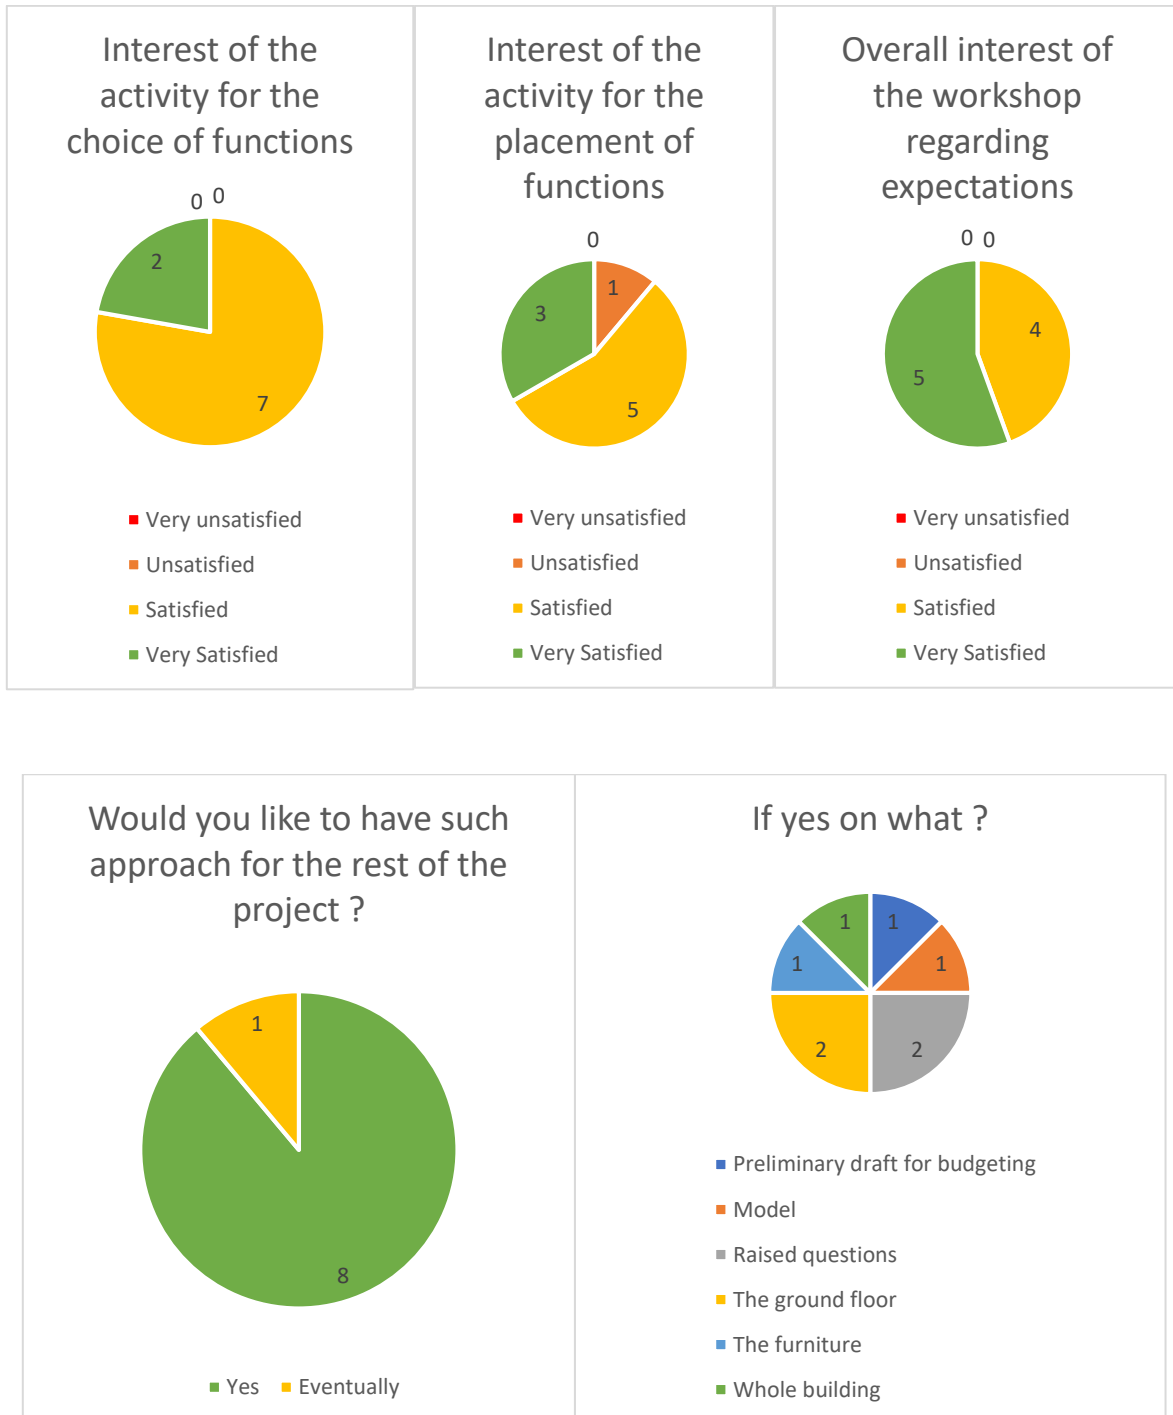 Interest of the
activity for the
choice of functions
0 0
2
7
Very unsatisfied
Unsatisfied
Satisfied
Very Satisfied
Interest of the
activity for the
placement of
functions
0
1
3
5
Very unsatisfied
Unsatisfied
Satisfied
Very Satisfied
Overall interest of
the workshop
regarding
expectations
0 0
4
5
Very unsatisfied
Unsatisfied
Satisfied
Very Satisfied
Would you like to have such
approach for the rest of the
project ?
1
8
Yes Eventually
If yes on what ?
1 1
1 1
2 2
Preliminary draft for budgeting
Model
Raised questions
The ground floor
The furniture
Whole building